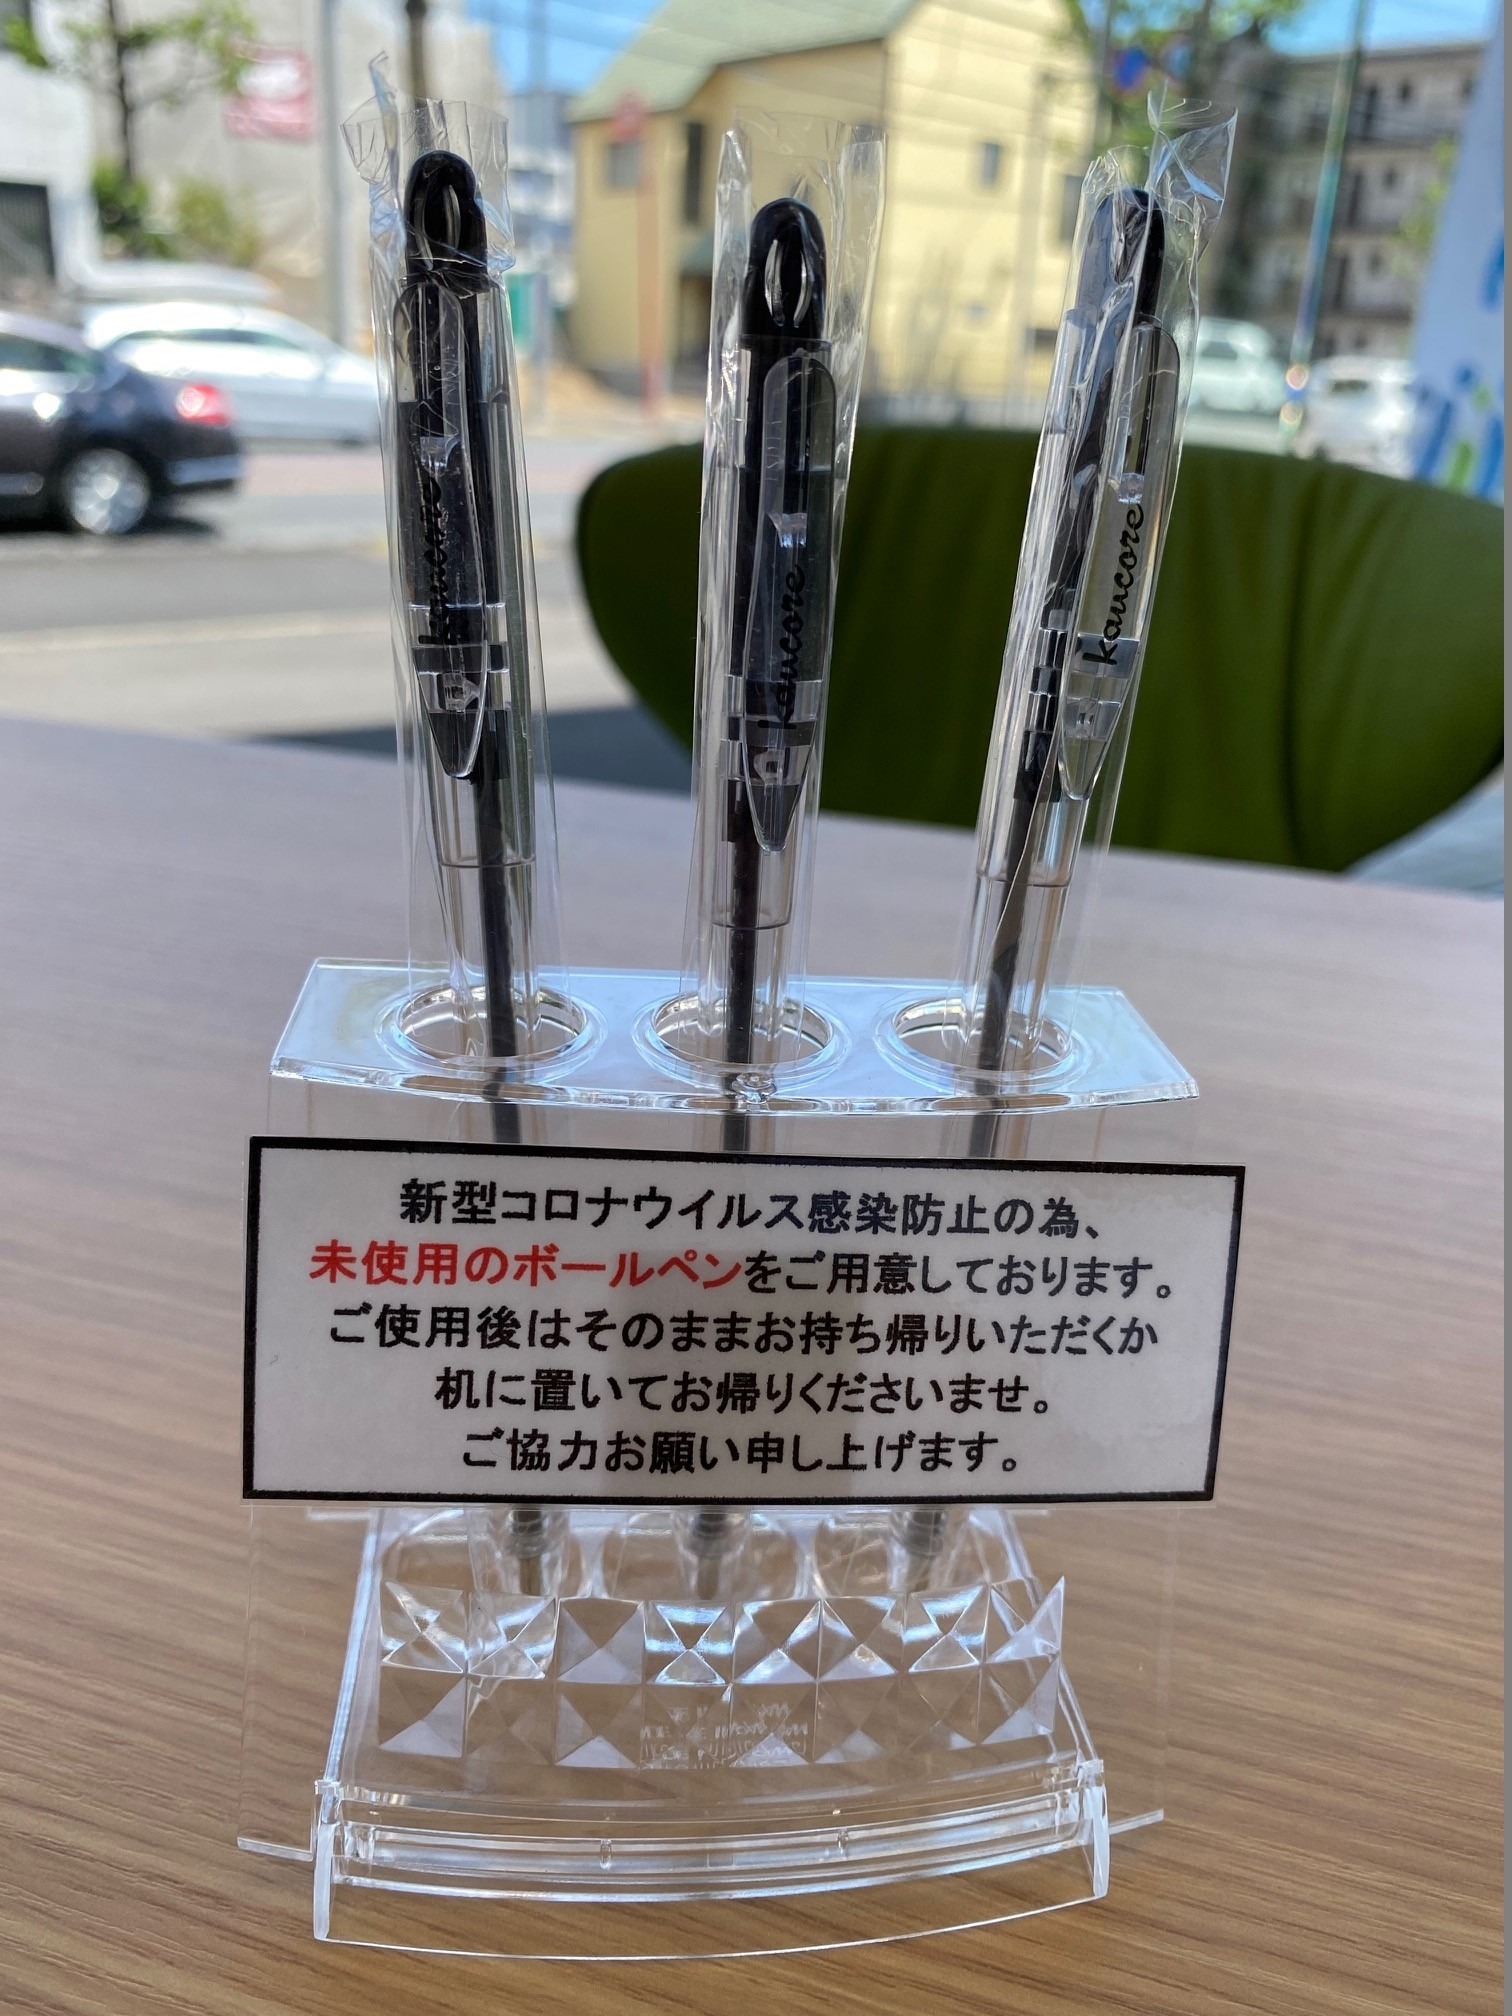 kaucore
kaucore
kaucore
新型コロナウイルス感染防止の為、
未使用のボールペンをご用意しております。
ご使用後はそのままお持ち帰りいただくか
机に置いてお帰りくださいませ。
ご協力お願い申し上げます。